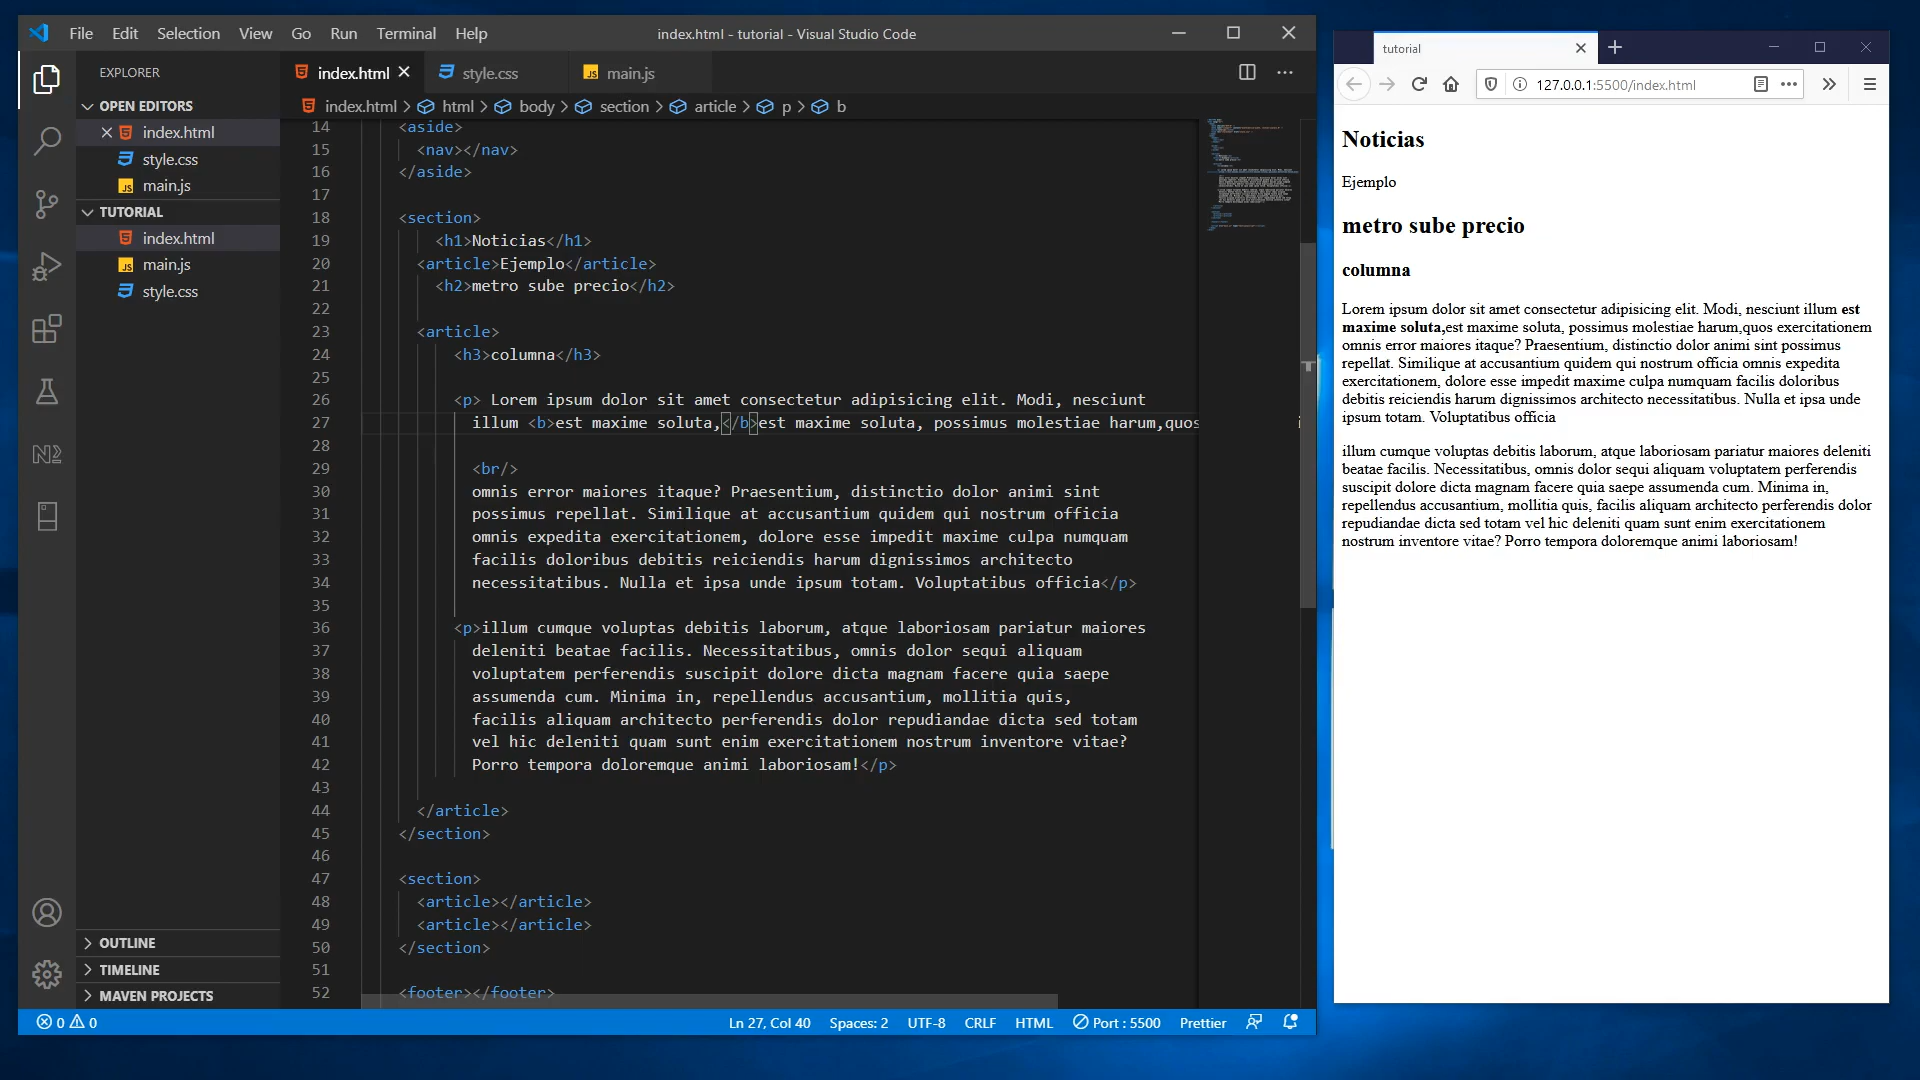 File Edit Selection View Go Run Terminal Help
index.html - tutorial - Visual Studio Code
EXPLORER
OPEN EDITORS
index.html
style.css
main.js
TUTORIAL
index.html
main.js
style.css
OUTLINE
TIMELINE
MAVEN PROJECTS
index.html style.css JS main.js
index.html > html > body > section > article > p > b
14 <aside>
15 <nav></nav>
16 </aside>
17
18 <section>
19 <h1>Noticias</h1>
20 <article>Ejemplo</article>
21 <h2>metro sube precio</h2>
22
23 <article>
24 <h3>columna</h3>
25
26 <p> Lorem ipsum dolor sit amet consectetur adipisicing elit. Modi, nesciunt
27 illum <b>est maxime soluta,</b>est maxime soluta, possimus molestiae harum,quos
28
29 <br/>
30 omnis error maiores itaque? Praesentium, distinctio dolor animi sint
31 possimus repellat. Similique at accusantium quidem qui nostrum officia
32 omnis expedita exercitationem, dolore esse impedit maxime culpa numquam
33 facilis doloribus debitis reiciendis harum dignissimos architecto
34 necessitatibus. Nulla et ipsa unde ipsum totam. Voluptatibus officia</p>
35
36 <p>illum cumque voluptas debitis laborum, atque laboriosam pariatur maiores
37 deleniti beatae facilis. Necessitatibus, omnis dolor sequi aliquam
38 voluptatem perferendis suscipit dolore dicta magnam facere quia saepe
39 assumenda cum. Minima in, repellendus accusantium, mollitia quis,
40 facilis aliquam architecto perferendis dolor repudiandae dicta sed totam
41 vel hic deleniti quam sunt enim exercitationem nostrum inventore vitae?
42 Porro tempora doloremque animi laboriosam!</p>
43
44 </article>
45 </section>
46
47 <section>
48 <article></article>
49 <article></article>
50 </section>
51
52 <footer></footer>
0 0 Ln 27, Col 40 Spaces: 2 UTF-8 CRLF HTML Port : 5500 Prettier
tutorial
127.0.0.1:5500/index.html
Noticias
Ejemplo
metro sube precio
columna
Lorem ipsum dolor sit amet consectetur adipisicing elit. Modi, nesciunt illum est
maxime soluta,est maxime soluta, possimus molestiae harum,quos exercitationem
omnis error maiores itaque? Praesentium, distinctio dolor animi sint possimus
repellat. Similique at accusantium quidem qui nostrum officia omnis expedita
exercitationem, dolore esse impedit maxime culpa numquam facilis doloribus
debitis reiciendis harum dignissimos architecto necessitatibus. Nulla et ipsa unde
ipsum totam. Voluptatibus officia
illum cumque voluptas debitis laborum, atque laboriosam pariatur maiores deleniti
beatae facilis. Necessitatibus, omnis dolor sequi aliquam voluptatem perferendis
suscipit dolore dicta magnam facere quia saepe assumenda cum. Minima in,
repellendus accusantium, mollitia quis, facilis aliquam architecto perferendis dolor
repudiandae dicta sed totam vel hic deleniti quam sunt enim exercitationem
nostrum inventore vitae? Porro tempora doloremque animi laboriosam!